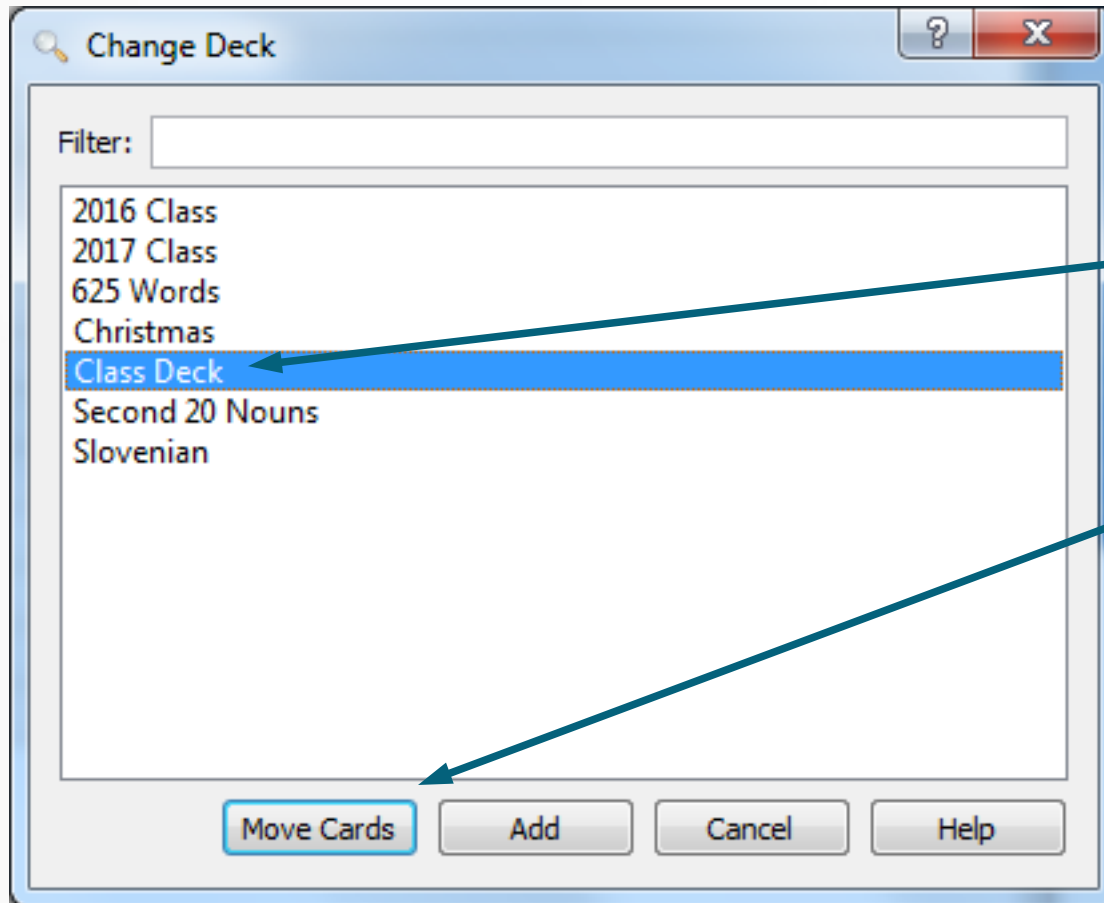 Change Deck
Filter:
2016 Class
2017 Class
625 Words
Christmas
Class Deck
Second 20 Nouns
Slovenian
Move Cards Add Cancel Help